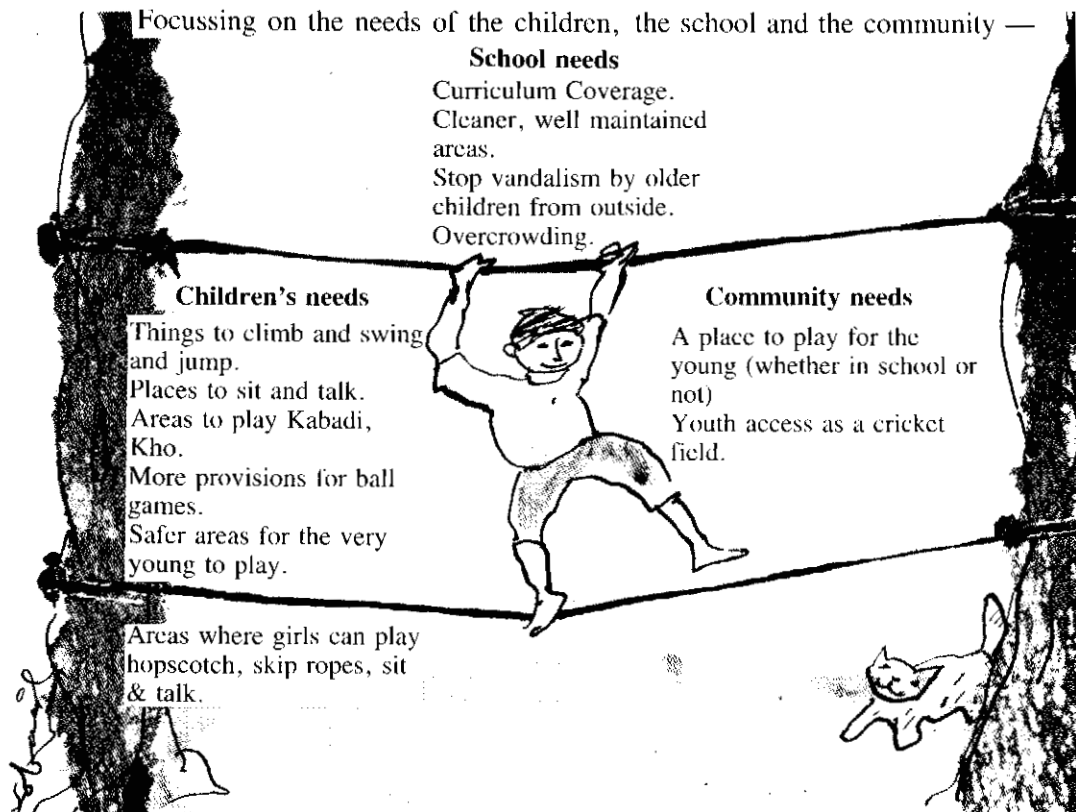 Focussing on the needs of the children, the school and the community —
School needs
Curriculum Coverage.
Cleaner, well maintained
areas.
Stop vandalism by older
children from outside.
Overcrowding.
Children's needs
Things to climb and swing
and jump.
Places to sit and talk.
Areas to play Kabadi,
Kho.
More provisions for ball
games.
Safer areas for the very
young to play.
Areas where girls can play
hopscotch, skip ropes, sit
& talk.
Community needs
A place to play for the
young (whether in school or
not)
Youth access as a cricket
field.